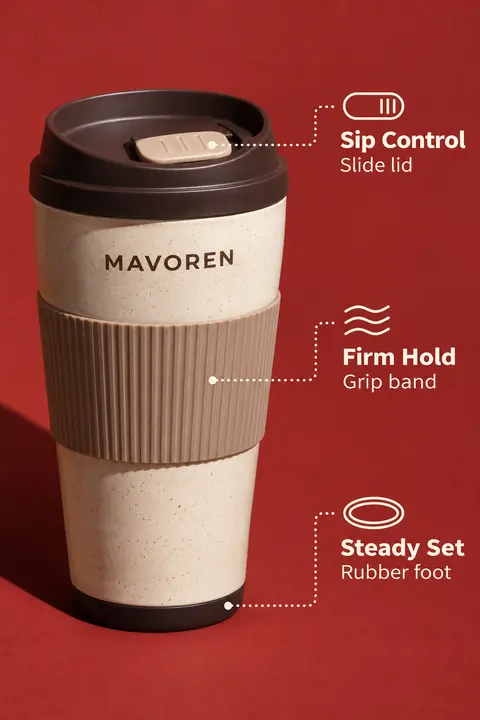 MAVOREN
Sip Control
Slide lid
Firm Hold
Grip band
Steady Set
Rubber foot